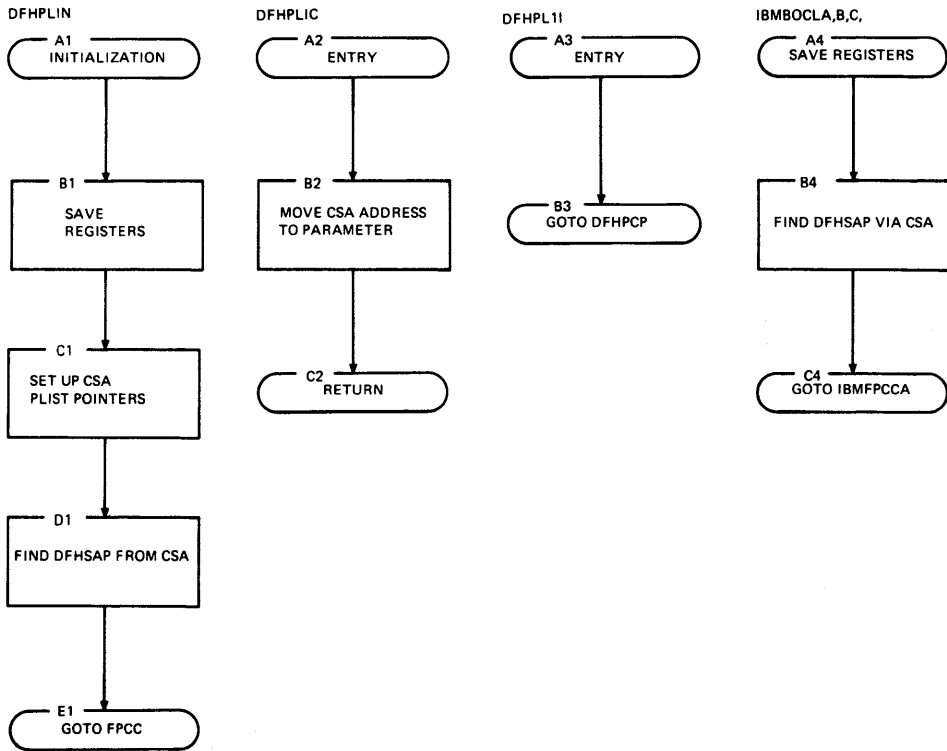 DFHPLIN
A1
INITIALIZATION
B1
SAVE
REGISTERS
C1
SET UP CSA
PLIST POINTERS
D1
FIND DFHSAP FROM CSA
E1
GOTO FPCC
DFHPLIC
A2
ENTRY
B2
MOVE CSA ADDRESS
TO PARAMETER
C2
RETURN
DFHPL1I
A3
ENTRY
B3
GOTO DFHPCP
IBMBOCLA,B,C,
A4
SAVE REGISTERS
B4
FIND DFHSAP VIA CSA
C4
GOTO IBMFPCCA